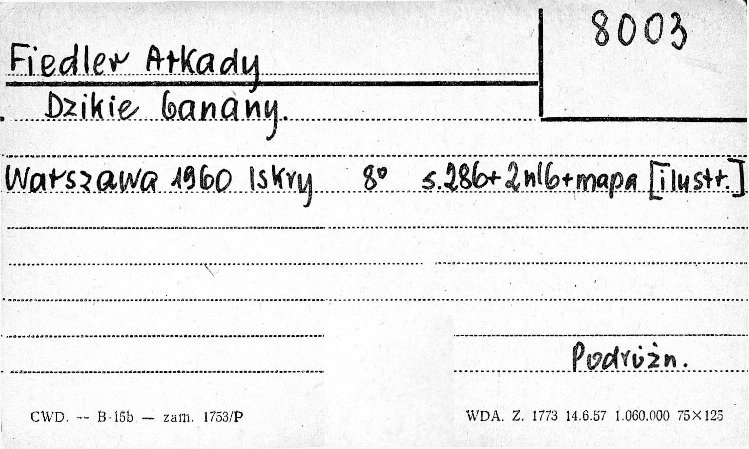 8003
Fiedler Arkady
Dzikie banany.
Warszawa 1960 Iskry 8° s.286+2nlb+mapa [ilustr.]
Podróżn.
CWD. -- B-15b — zam. 1753/P
WDA. Z. 1773 14.6.57 1.060.000 75×125